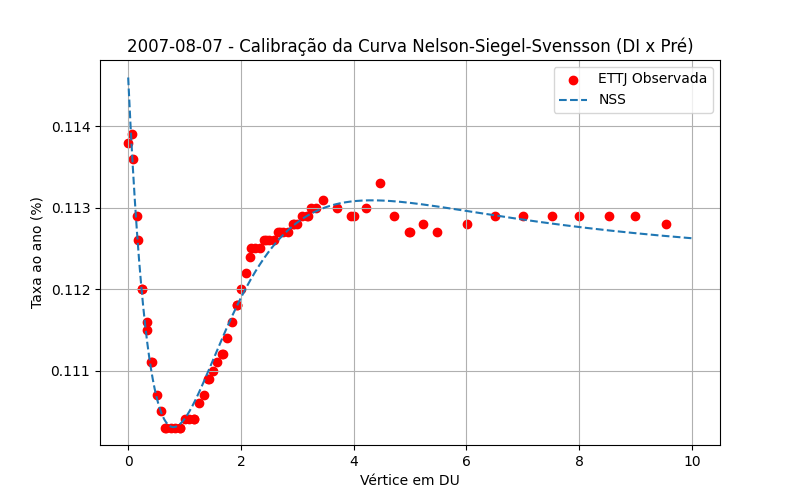 2007-08-07 - Calibração da Curva Nelson-Siegel-Svensson (DI x Pré)
ETTJ Observada
NSS
Taxa ao ano (%)
0.114
0.113
0.112
0.111
0 2 4 6 8 10
Vértice em DU